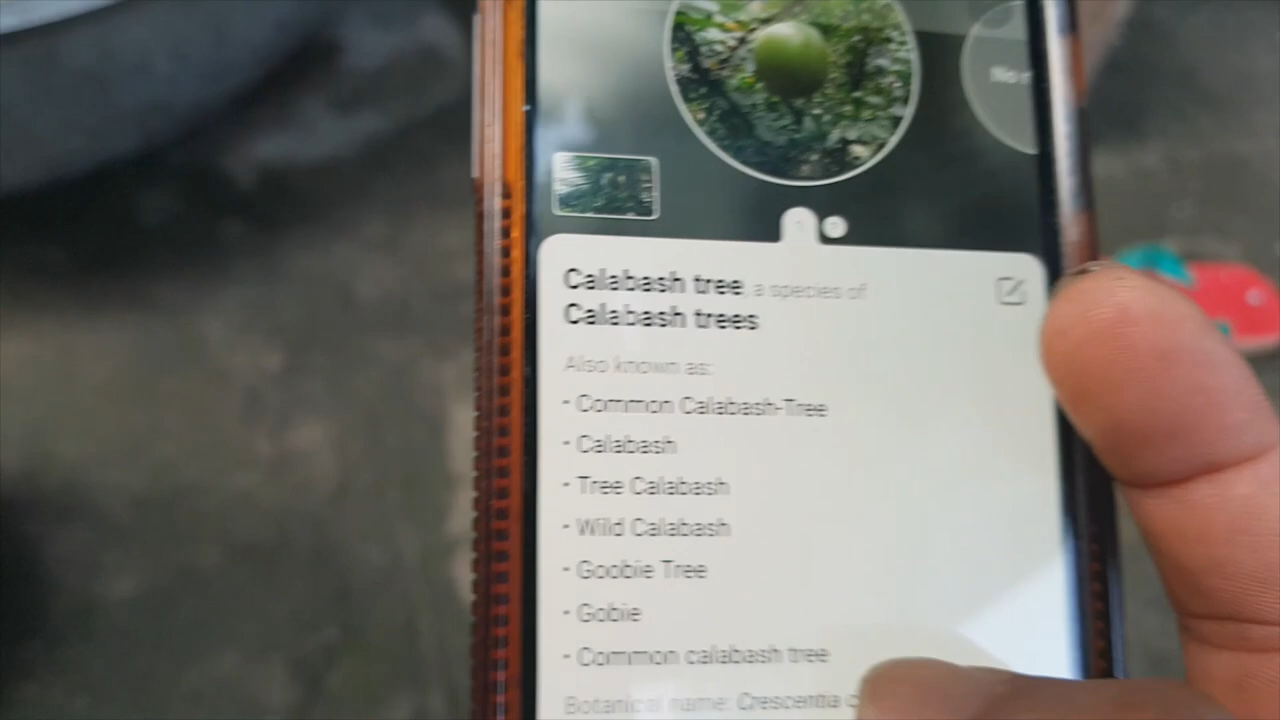 No
Calabash tree, a species of
Calabash trees
Also known as:
- Common Calabash-Tree
- Calabash
- Tree Calabash
- Wild Calabash
- Goobie Tree
- Gobie
- Common calabash tree
Botanical name: Crescentia